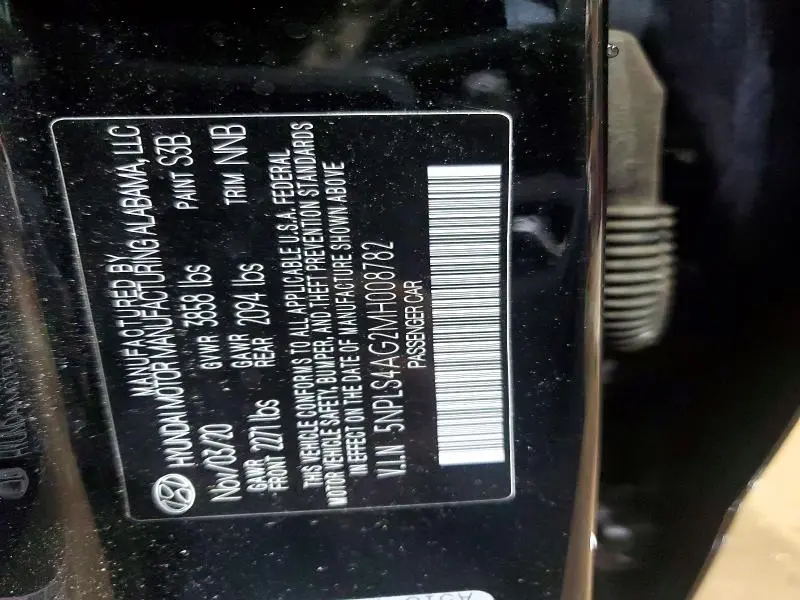 MANUFACTURED BY
HYUNDAI MOTOR MANUFACTURING ALABAMA, LLC
Nov/03/20 GVWR 3858 lbs PAINT S3B
GAWR FRONT 2271 lbs GAWR REAR 2094 lbs TRIM NNB
THIS VEHICLE CONFORMS TO ALL APPLICABLE U.S.A. FEDERAL
MOTOR VEHICLE SAFETY, BUMPER, AND THEFT PREVENTION STANDARDS
IN EFFECT ON THE DATE OF MANUFACTURE SHOWN ABOVE
V.I.N 5NPLS4AG2MH008782
PASSENGER CAR